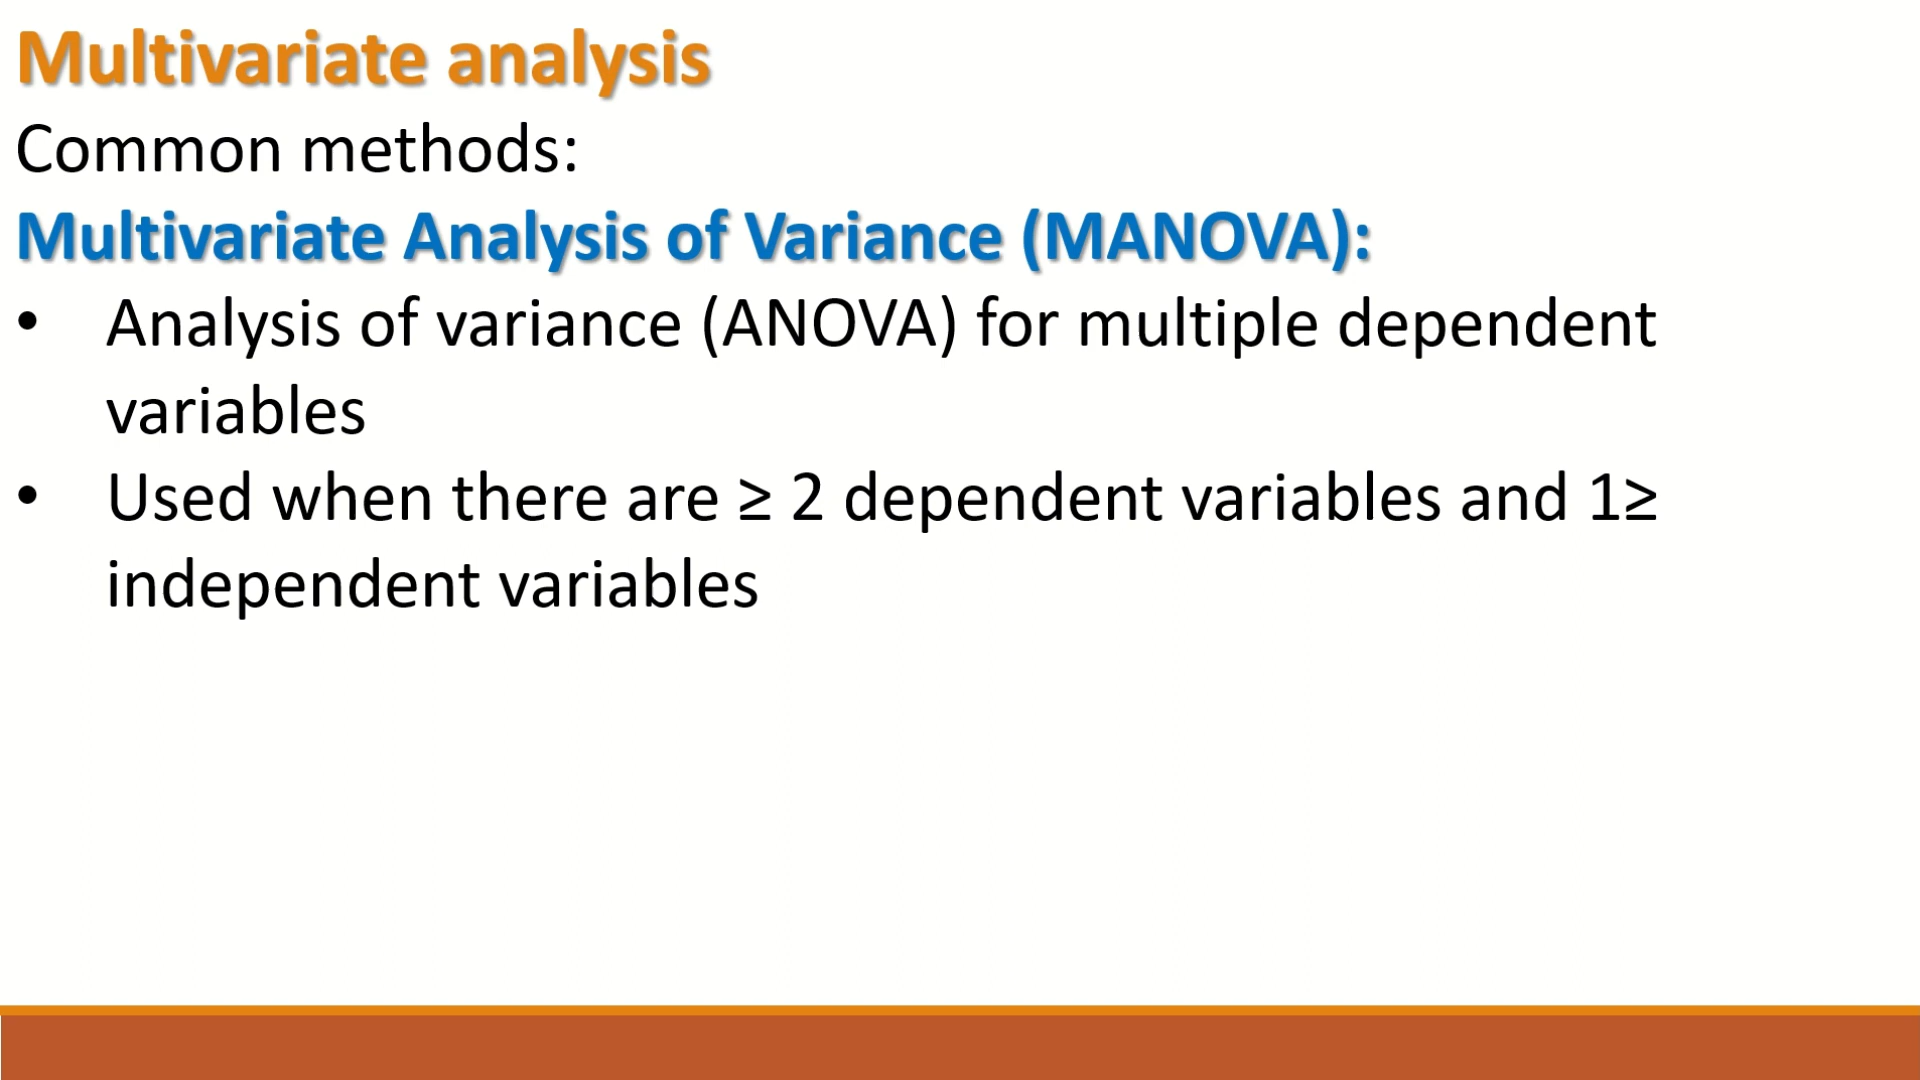 Multivariate analysis
Common methods:
Multivariate Analysis of Variance (MANOVA):
• Analysis of variance (ANOVA) for multiple dependent
variables
• Used when there are ≥ 2 dependent variables and 1≥
independent variables